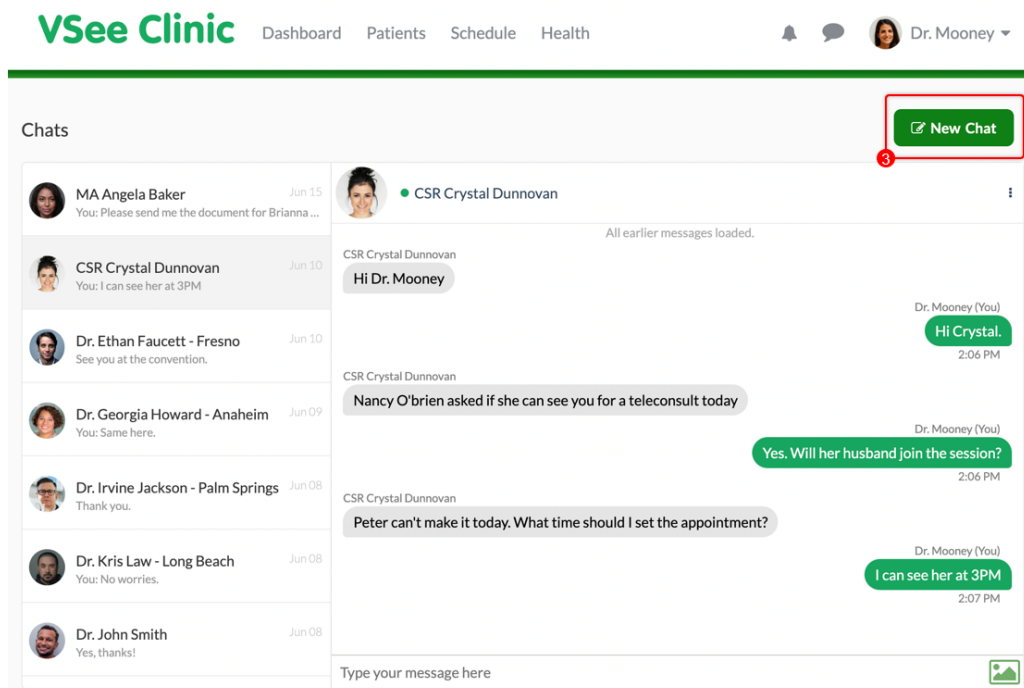 VSee Clinic
Dashboard Patients Schedule Health
Dr. Mooney
Chats
New Chat
3
MA Angela Baker Jun 15
You: Please send me the document for Brianna ...
CSR Crystal Dunnovan Jun 10
You: I can see her at 3PM
Dr. Ethan Faucett - Fresno Jun 10
See you at the convention.
Dr. Georgia Howard - Anaheim Jun 09
You: Same here.
Dr. Irvine Jackson - Palm Springs Jun 08
Thank you.
Dr. Kris Law - Long Beach Jun 08
You: No worries.
Dr. John Smith Jun 08
Yes, thanks!
CSR Crystal Dunnovan
All earlier messages loaded.
CSR Crystal Dunnovan
Hi Dr. Mooney
Dr. Mooney (You)
Hi Crystal.
2:06 PM
CSR Crystal Dunnovan
Nancy O'brien asked if she can see you for a teleconsult today
Dr. Mooney (You)
Yes. Will her husband join the session?
2:06 PM
CSR Crystal Dunnovan
Peter can't make it today. What time should I set the appointment?
Dr. Mooney (You)
I can see her at 3PM
2:07 PM
Type your message here